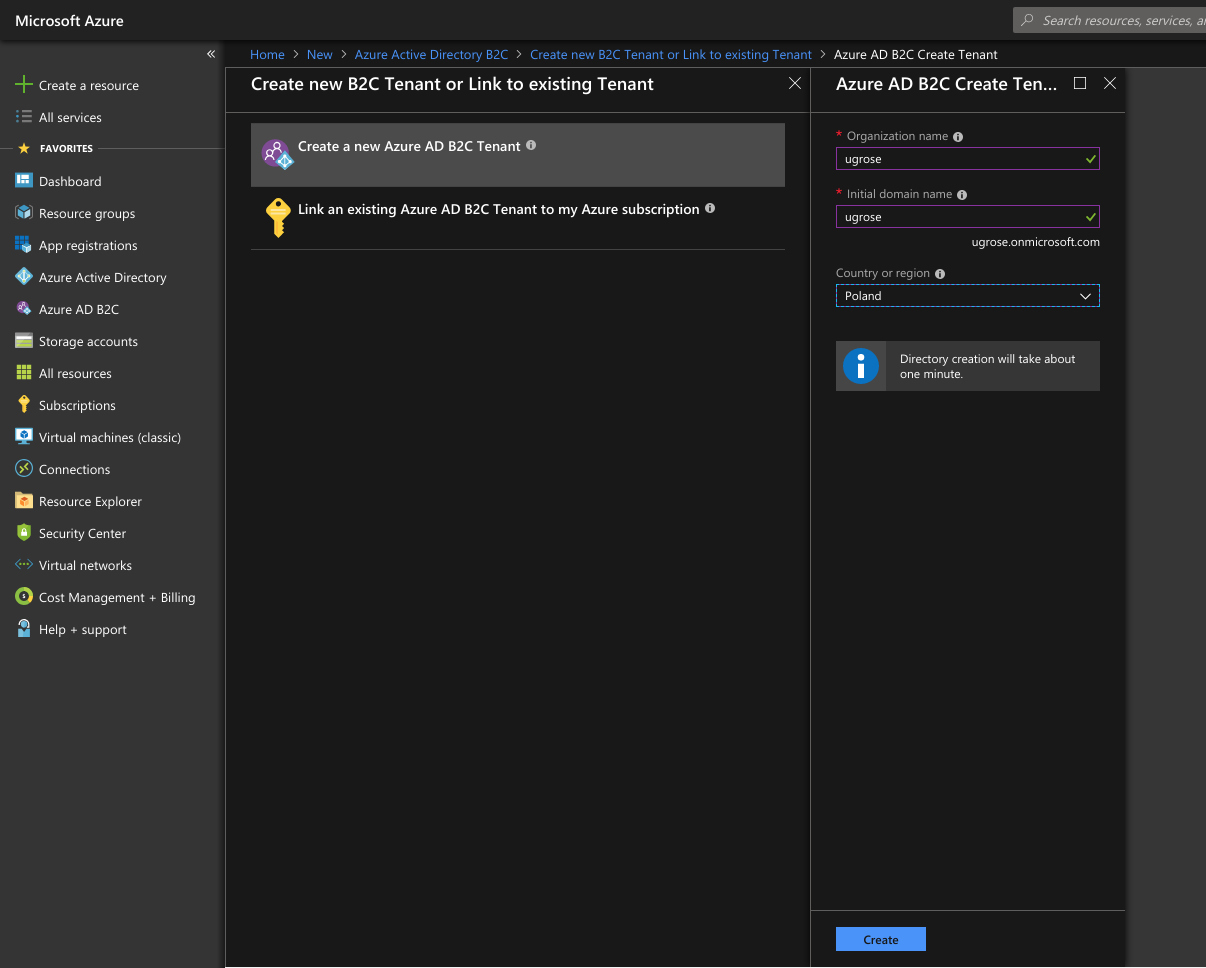 Microsoft Azure
Search resources, services, a
Home > New > Azure Active Directory B2C > Create new B2C Tenant or Link to existing Tenant > Azure AD B2C Create Tenant
Create a resource
All services
FAVORITES
Dashboard
Resource groups
App registrations
Azure Active Directory
Azure AD B2C
Storage accounts
All resources
Subscriptions
Virtual machines (classic)
Connections
Resource Explorer
Security Center
Virtual networks
Cost Management + Billing
Help + support
Create new B2C Tenant or Link to existing Tenant
Create a new Azure AD B2C Tenant
Link an existing Azure AD B2C Tenant to my Azure subscription
Azure AD B2C Create Ten...
* Organization name
ugrose
* Initial domain name
ugrose
ugrose.onmicrosoft.com
Country or region
Poland
Directory creation will take about
one minute.
Create